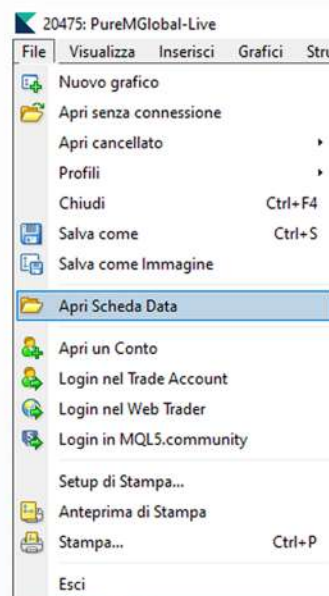 20475: PureMGlobal-Live
File Visualizza Inserisci Grafici Stru
Nuovo grafico
Apri senza connessione
Apri cancellato
Profili
Chiudi Ctrl+F4
Salva come Ctrl+S
Salva come Immagine
Apri Scheda Data
Apri un Conto
Login nel Trade Account
Login nel Web Trader
Login in MQL5.community
Setup di Stampa...
Anteprima di Stampa
Stampa... Ctrl+P
Esci